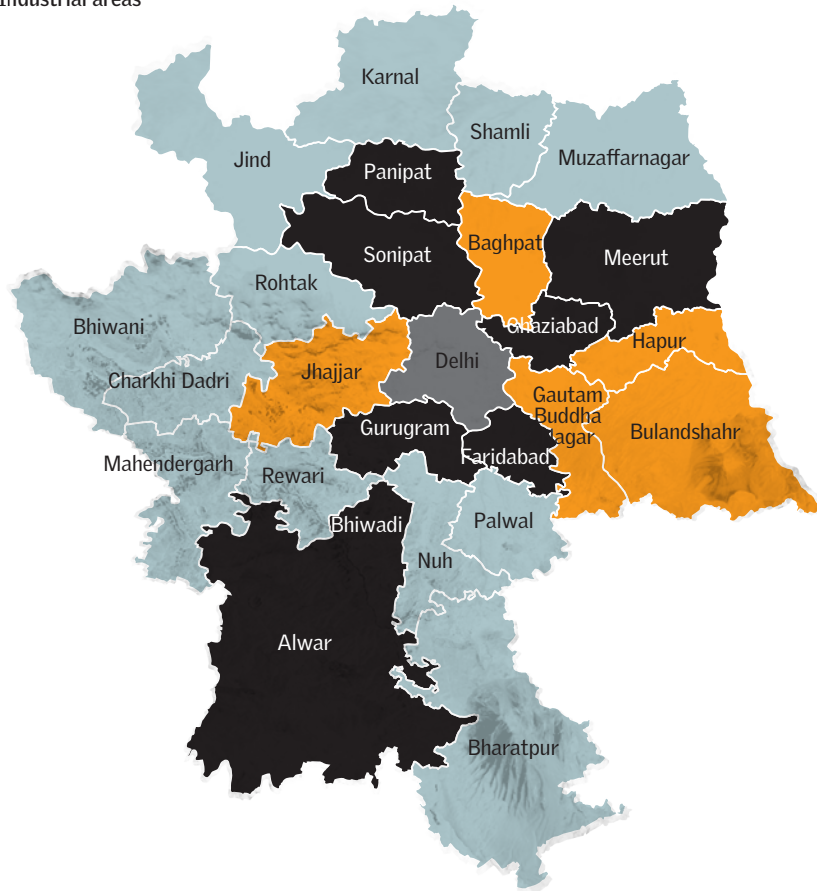 Industrial areas
Karnal
Shamli
Muzaffarnagar
Jind
Panipat
Baghpat
Sonipat
Meerut
Rohtak
Bhiwani
Ghaziabad
Hapur
Delhi
Jhajjar
Charkhi Dadri
Gautam
Buddha
Nagar
Bulandshahr
Gurugram
Faridabad
Mahendergarh
Rewari
Bhiwadi
Palwal
Nuh
Alwar
Bharatpur